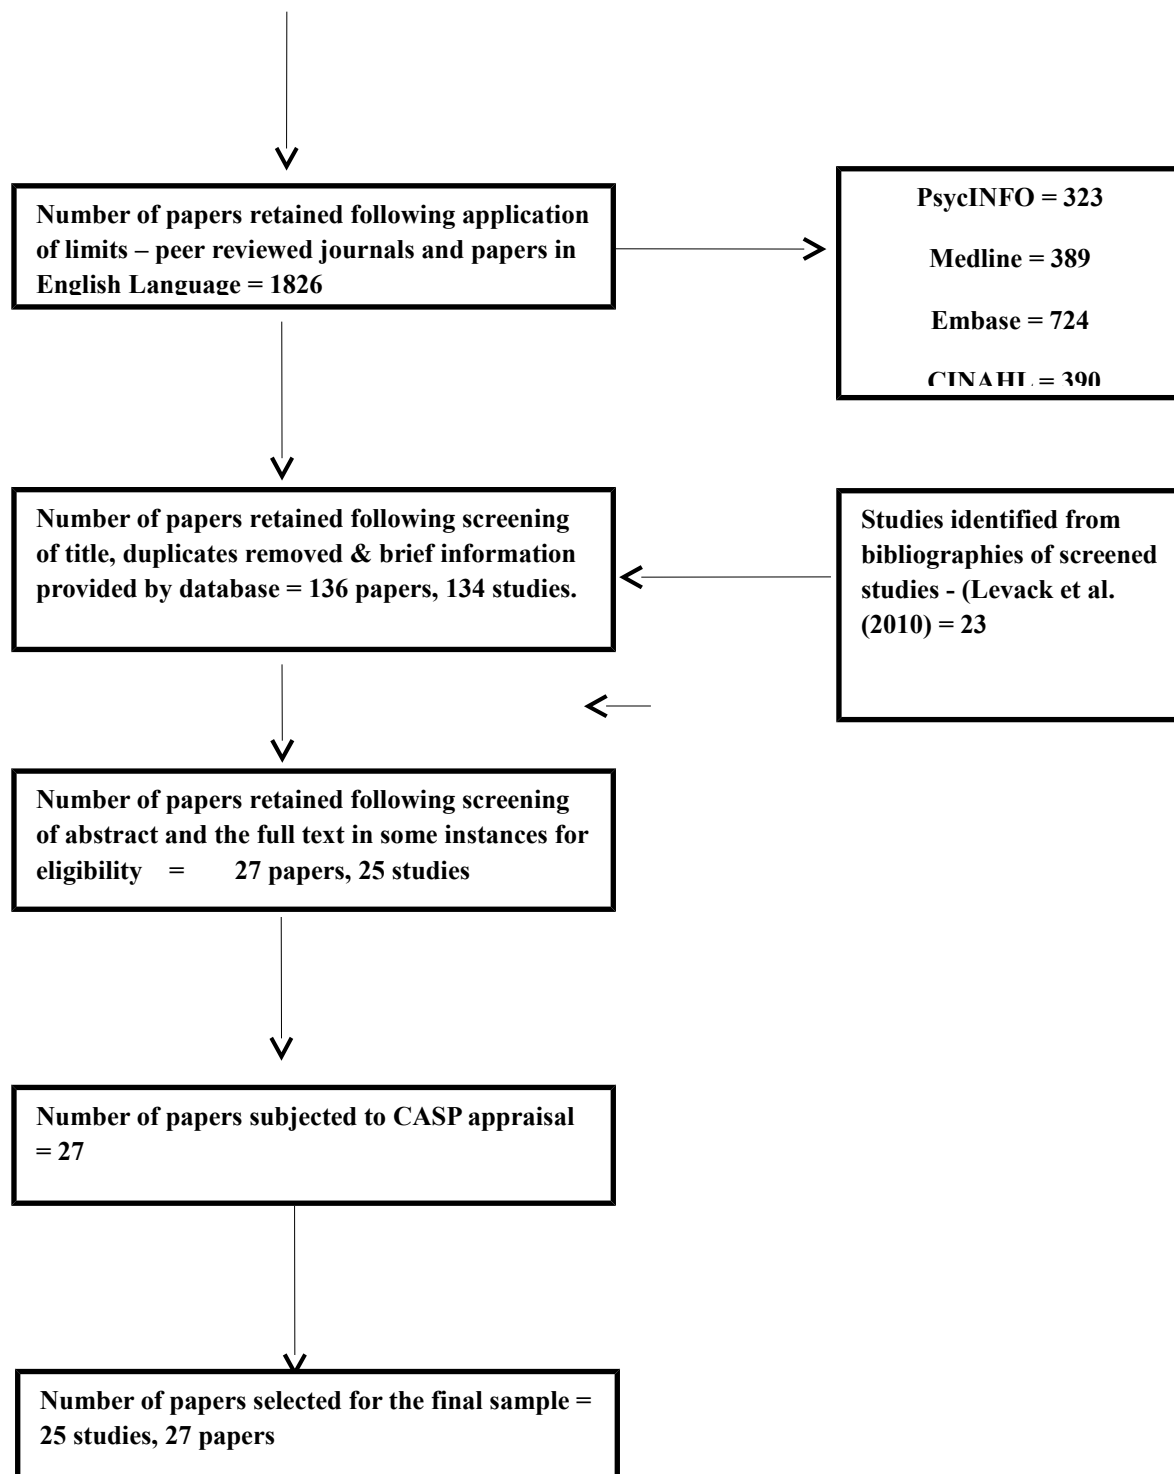 Number of papers retained following application
of limits – peer reviewed journals and papers in
English Language = 1826
PsycINFO = 323
Medline = 389
Embase = 724
CINAHL = 390
Number of papers retained following screening
of title, duplicates removed & brief information
provided by database = 136 papers, 134 studies.
Studies identified from
bibliographies of screened
studies - (Levack et al.
(2010) = 23
Number of papers retained following screening
of abstract and the full text in some instances for
eligibility = 27 papers, 25 studies
Number of papers subjected to CASP appraisal
= 27
Number of papers selected for the final sample =
25 studies, 27 papers